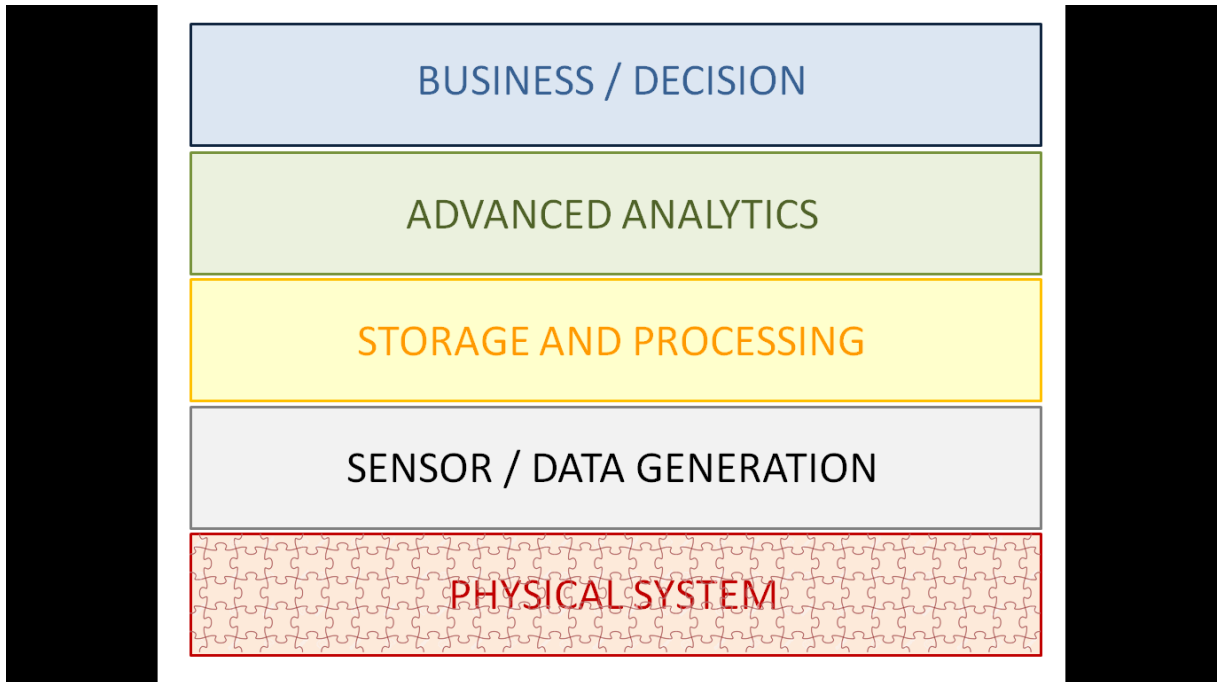 BUSINESS / DECISION
ADVANCED ANALYTICS
STORAGE AND PROCESSING
SENSOR / DATA GENERATION
PHYSICAL SYSTEM